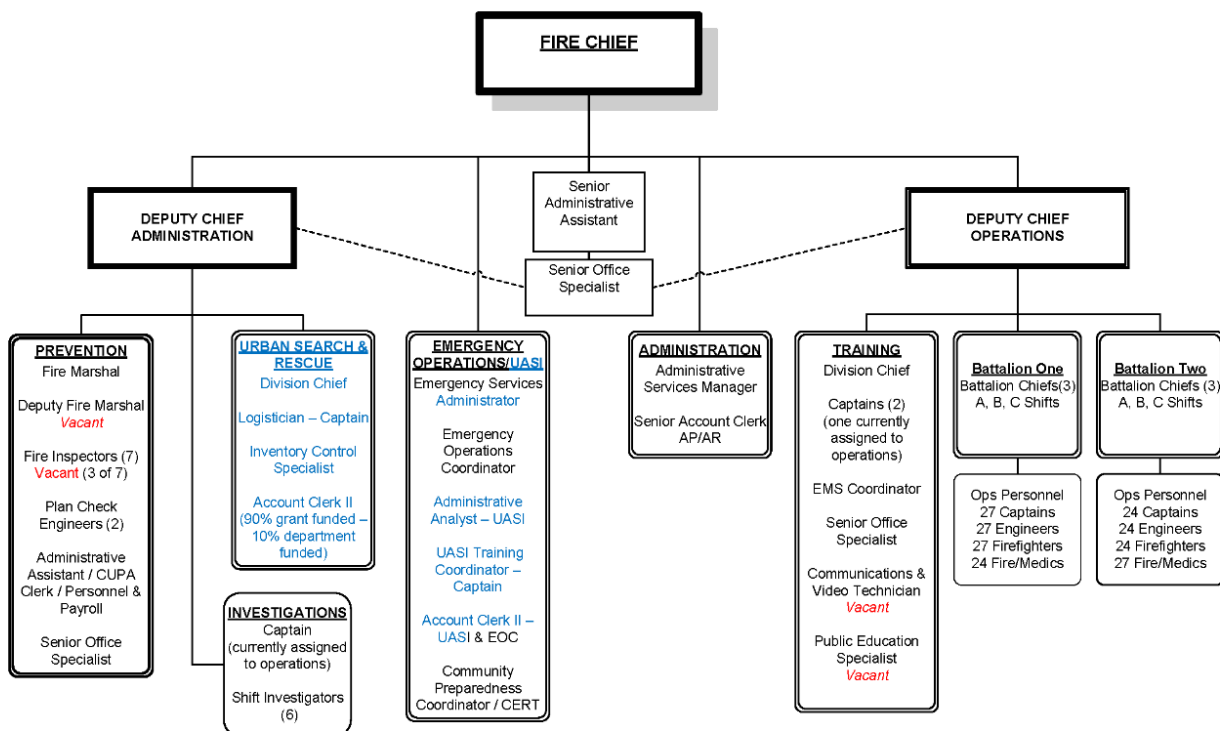 FIRE CHIEF
Senior
Administrative
Assistant
DEPUTY CHIEF
ADMINISTRATION
DEPUTY CHIEF
OPERATIONS
Senior Office
Specialist
PREVENTION
Fire Marshal
Deputy Fire Marshal
Vacant
Fire Inspectors (7)
Vacant (3 of 7)
Plan Check
Engineers (2)
Administrative
Assistant / CUPA
Clerk / Personnel &
Payroll
Senior Office
Specialist
URBAN SEARCH &
RESCUE
Division Chief
Logistician – Captain
Inventory Control
Specialist
Account Clerk II
(90% grant funded –
10% department
funded)
INVESTIGATIONS
Captain
(currently assigned
to operations)
Shift Investigators
(6)
EMERGENCY
OPERATIONS/UASI
Emergency Services
Administrator
Emergency
Operations
Coordinator
Administrative
Analyst – UASI
UASI Training
Coordinator –
Captain
Account Clerk II –
UASI & EOC
Community
Preparedness
Coordinator / CERT
ADMINISTRATION
Administrative
Services Manager
Senior Account Clerk
AP/AR
TRAINING
Division Chief
Captains (2)
(one currently
assigned to
operations)
EMS Coordinator
Senior Office
Specialist
Communications &
Video Technician
Vacant
Public Education
Specialist
Vacant
Battalion One
Battalion Chiefs(3)
A, B, C Shifts
Ops Personnel
27 Captains
27 Engineers
27 Firefighters
24 Fire/Medics
Battalion Two
Battalion Chiefs (3)
A, B, C Shifts
Ops Personnel
24 Captains
24 Engineers
24 Firefighters
27 Fire/Medics